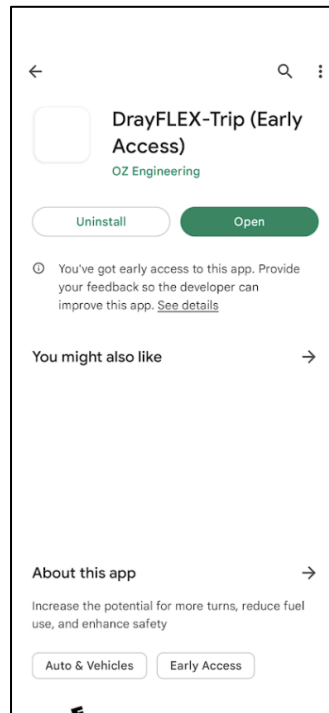 DrayFLEX-Trip (Early
Access)
OZ Engineering
Uninstall
Open
You've got early access to this app. Provide
your feedback so the developer can
improve this app. See details
You might also like
About this app
Increase the potential for more turns, reduce fuel
use, and enhance safety
Auto & Vehicles
Early Access